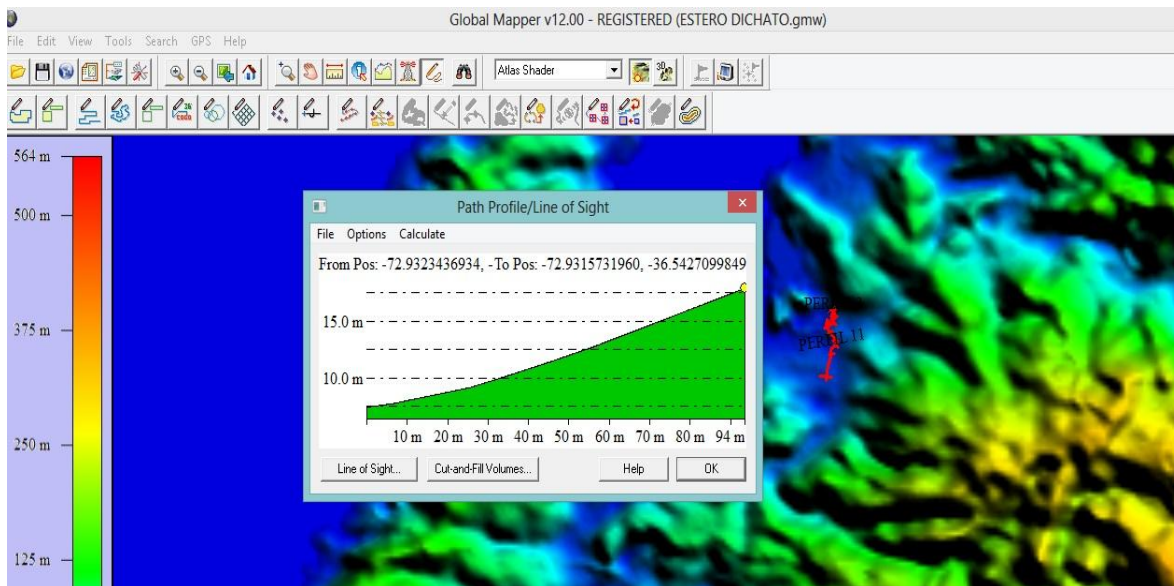 Global Mapper v12.00 - REGISTERED (ESTERO DICHATO.gmw)
File Edit View Tools Search GPS Help
Atlas Shader
3D
564 m
500 m
375 m
250 m
125 m
Path Profile/Line of Sight
File Options Calculate
From Pos: -72.9323436934, -To Pos: -72.9315731960, -36.5427099849
15.0 m
10.0 m
10 m 20 m 30 m 40 m 50 m 60 m 70 m 80 m 94 m
Line of Sight... Cut-and-Fill Volumes... Help OK
PERFIL 11